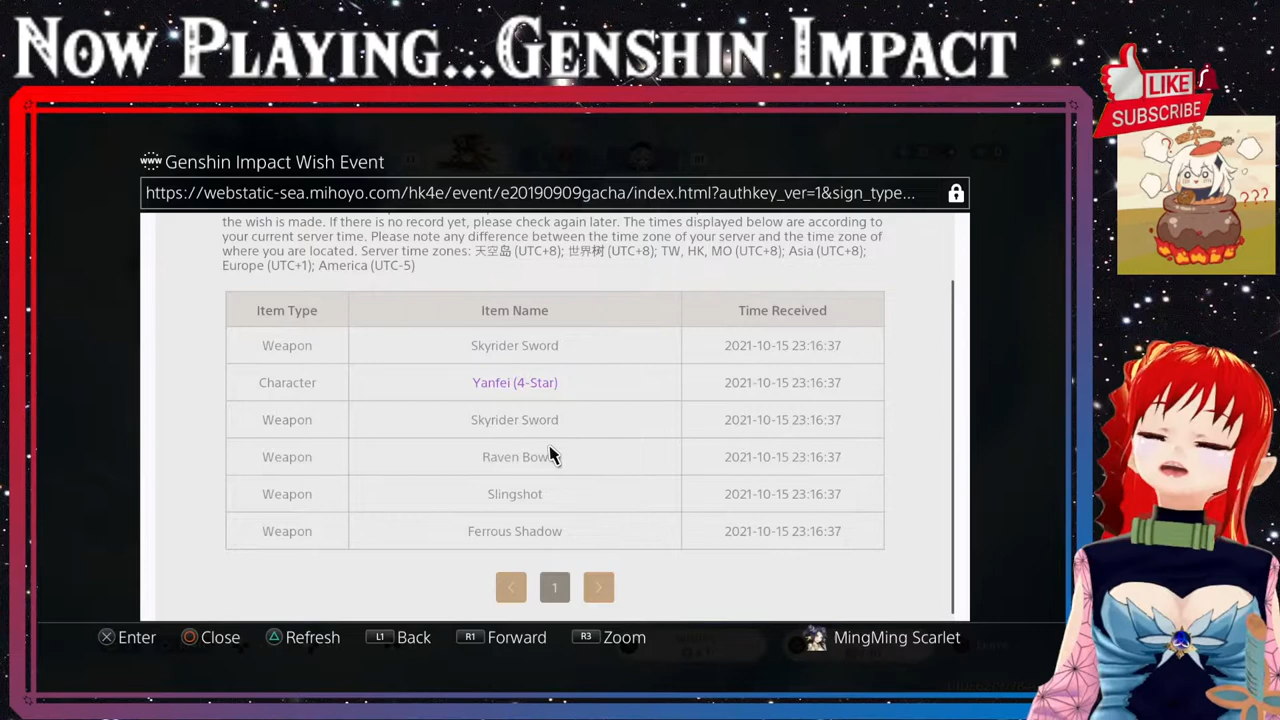 NOW PLAYING...GENSHIN IMPACT
LIKE
SUBSCRIBE
???
www Genshin Impact Wish Event
https://webstatic-sea.mihoyo.com/hk4e/event/e20190909gacha/index.html?authkey_ver=1&sign_type...
the wish is made. If there is no record yet, please check again later. The times displayed below are according to
your current server time. Please note any difference between the time zone of your server and the time zone of
where you are located. Server time zones: 天空岛 (UTC+8); 世界树 (UTC+8); TW, HK, MO (UTC+8); Asia (UTC+8);
Europe (UTC+1); America (UTC-5)
Item Type Item Name Time Received
Weapon Skyrider Sword 2021-10-15 23:16:37
Character Yanfei (4-Star) 2021-10-15 23:16:37
Weapon Skyrider Sword 2021-10-15 23:16:37
Weapon Raven Bow 2021-10-15 23:16:37
Weapon Slingshot 2021-10-15 23:16:37
Weapon Ferrous Shadow 2021-10-15 23:16:37
< 1 >
Enter Close Refresh L1 Back R1 Forward R3 Zoom MingMing Scarlet